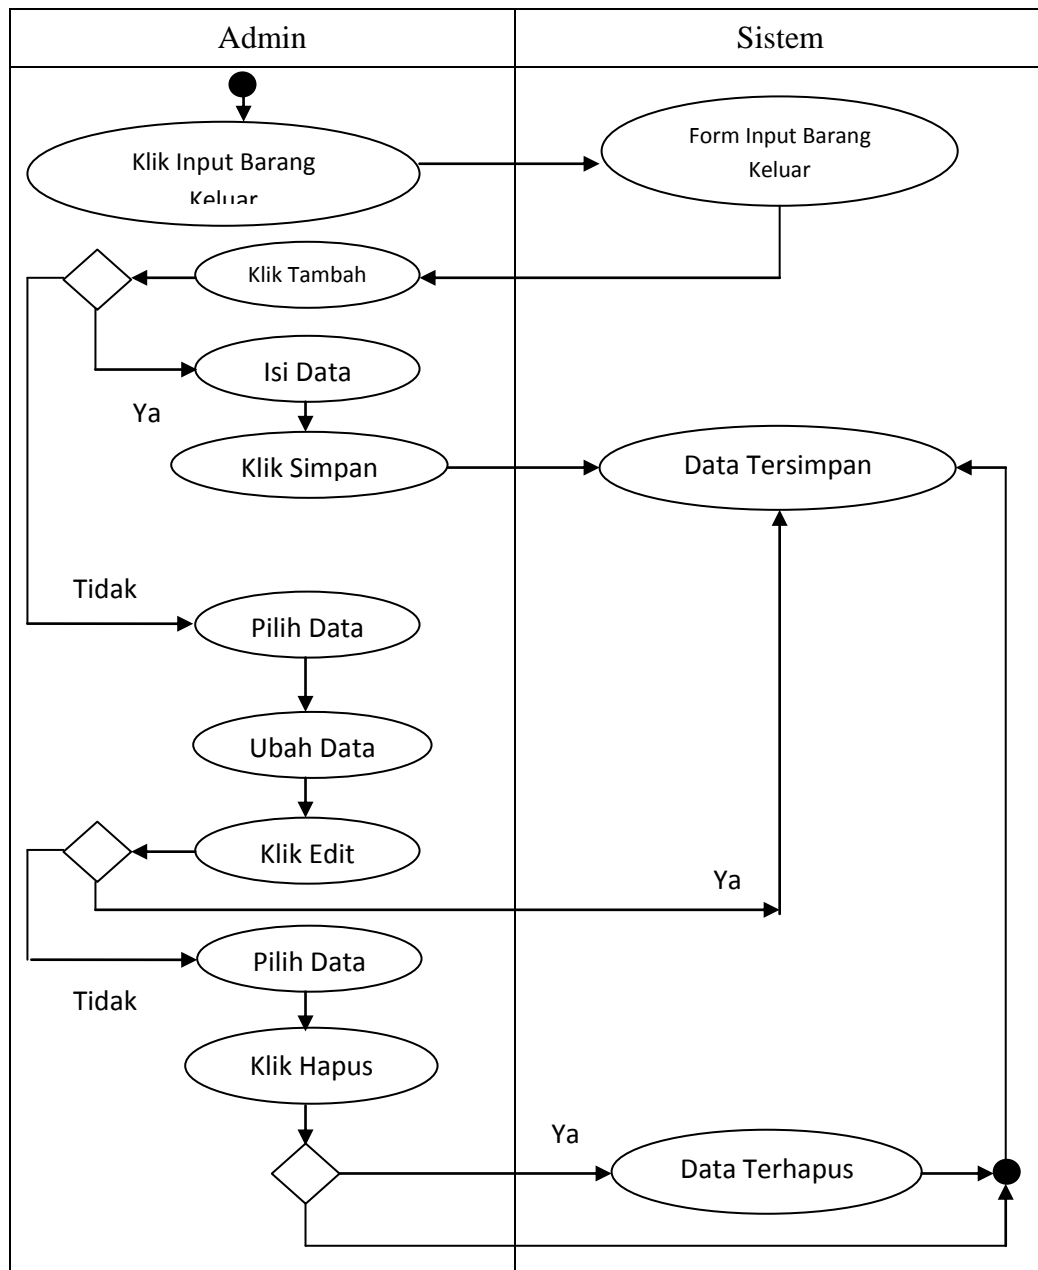 Admin
Sistem
Klik Input Barang
Keluar
Form Input Barang
Keluar
Klik Tambah
Isi Data
Ya
Klik Simpan
Data Tersimpan
Tidak
Pilih Data
Ubah Data
Klik Edit
Ya
Pilih Data
Tidak
Klik Hapus
Ya
Data Terhapus